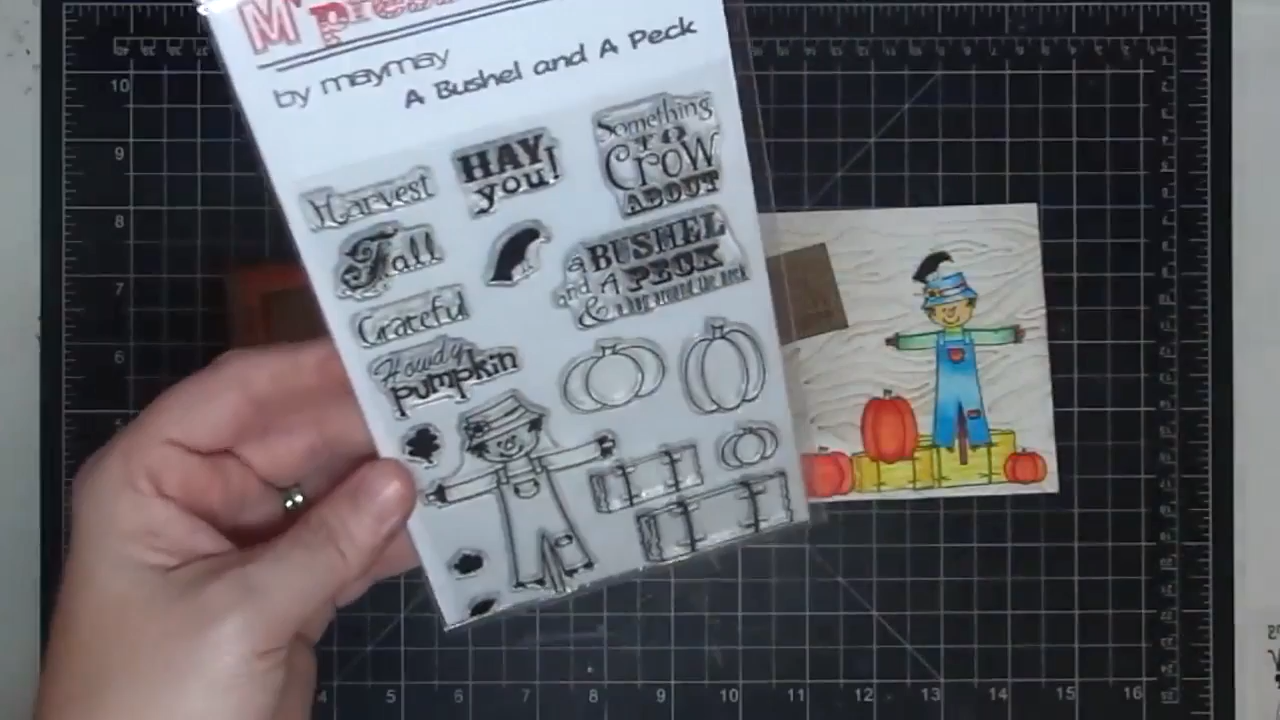 by maymay
A Bushel and A Peck
Harvest
HAY
you!
Something
TO
CROW
ABOUT
Fall
a BUSHEL
and A PECK
Grateful
Howdy
pumpkin
10
9
8
7
6
5
4 5 6 7 8 9 10 11 12 13 14 15 16